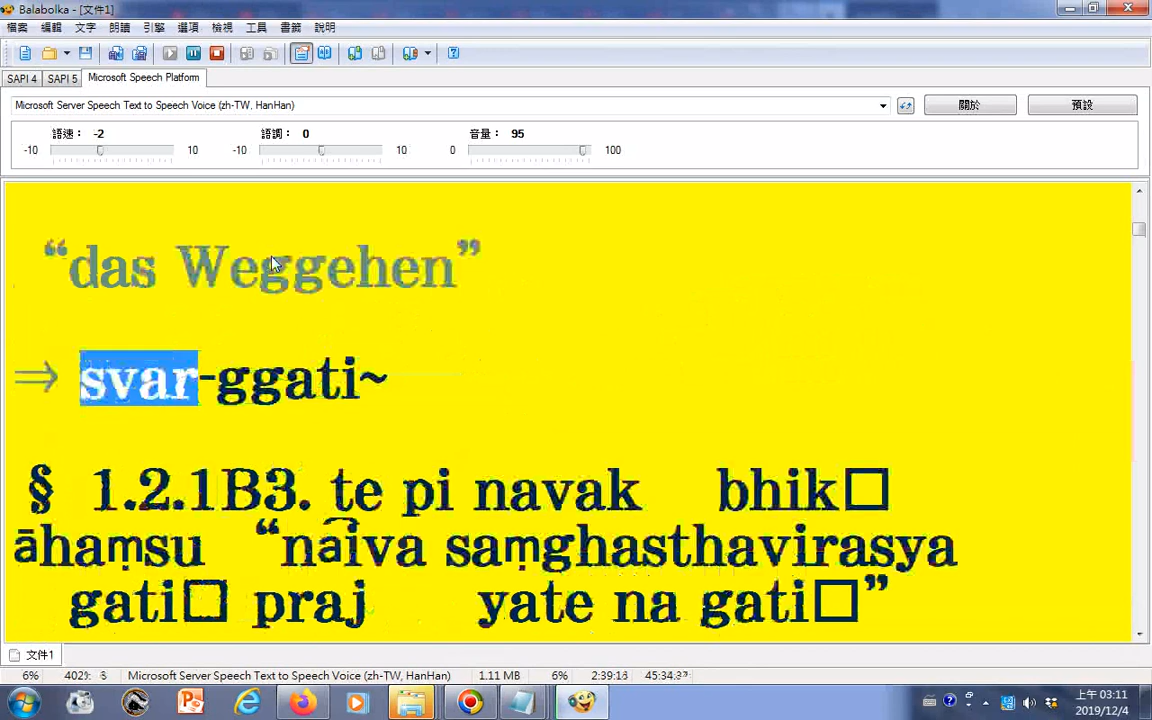 Balabolka - [文件1]
檔案 編輯 文字 朗讀 引擎 選項 檢視 工具 書籤 說明
SAPI 4 SAPI 5 Microsoft Speech Platform
Microsoft Server Speech Text to Speech Voice (zh-TW, HanHan) 關於 預設
語速： -2 語調： 0 音量： 95
-10 10 -10 10 0 100
“das Weggehen”
⇒ svar-ggati~
§ 1.2.1B3. te pi navak bhik□
āhaṃsu “naiva saṃghasthavirasya
gati□ praj yate na gati□”
文件1
6% Microsoft Server Speech Text to Speech Voice (zh-TW, HanHan) 1.11 MB 6%
上午 03:11
2019/12/4